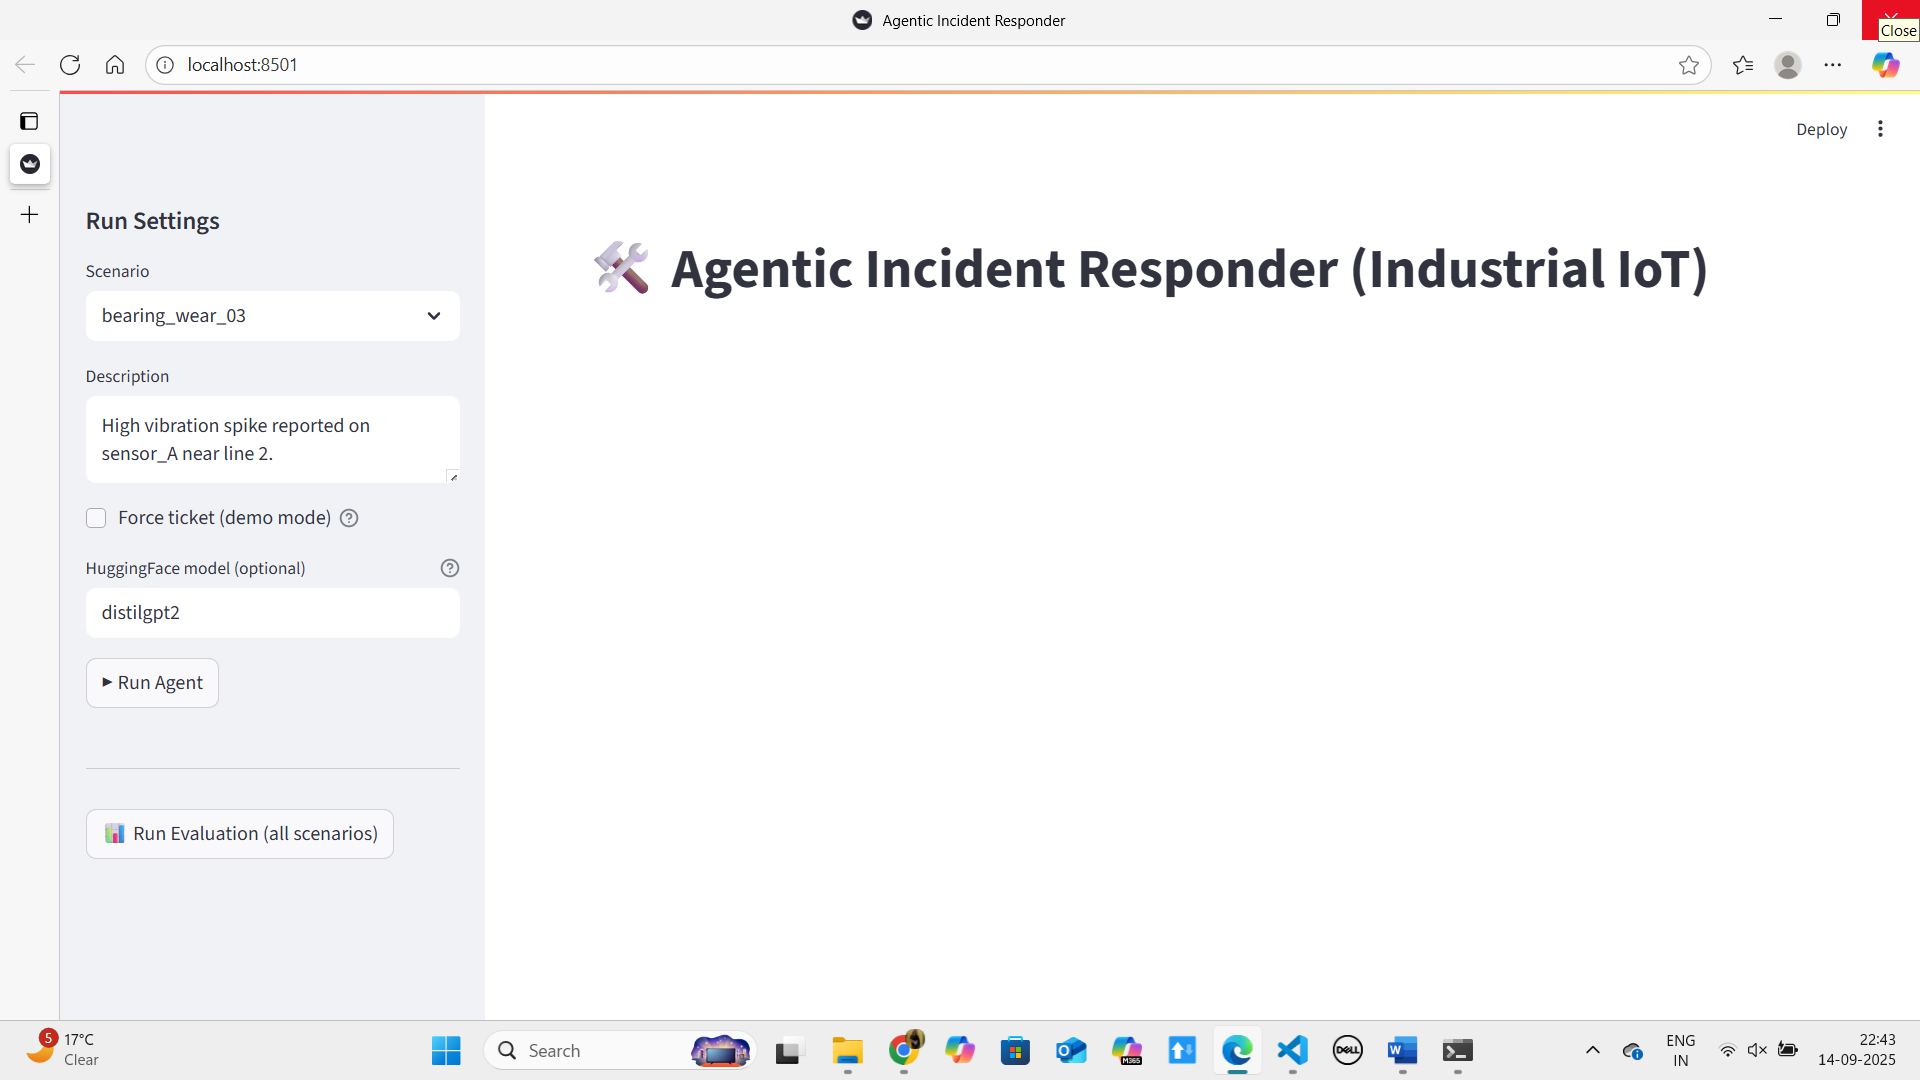 Agentic Incident Responder
Close
localhost:8501
Deploy
Run Settings
Scenario
bearing_wear_03
Description
High vibration spike reported on
sensor_A near line 2.
Force ticket (demo mode)
HuggingFace model (optional)
distilgpt2
Run Agent
Run Evaluation (all scenarios)
Agentic Incident Responder (Industrial IoT)
5
17°C
Clear
Search
M365
DELL
ENG
IN
22:43
14-09-2025